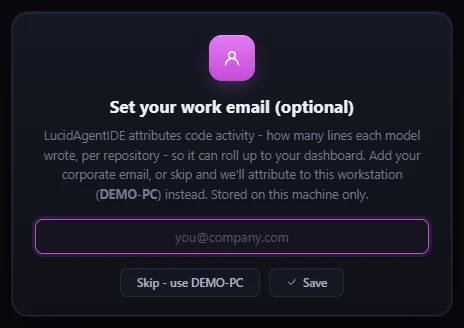 Set your work email (optional)
LucidAgentIDE attributes code activity - how many lines each model
wrote, per repository - so it can roll up to your dashboard. Add your
corporate email, or skip and we'll attribute to this workstation
(DEMO-PC) instead. Stored on this machine only.
you@company.com
Skip - use DEMO-PC
Save